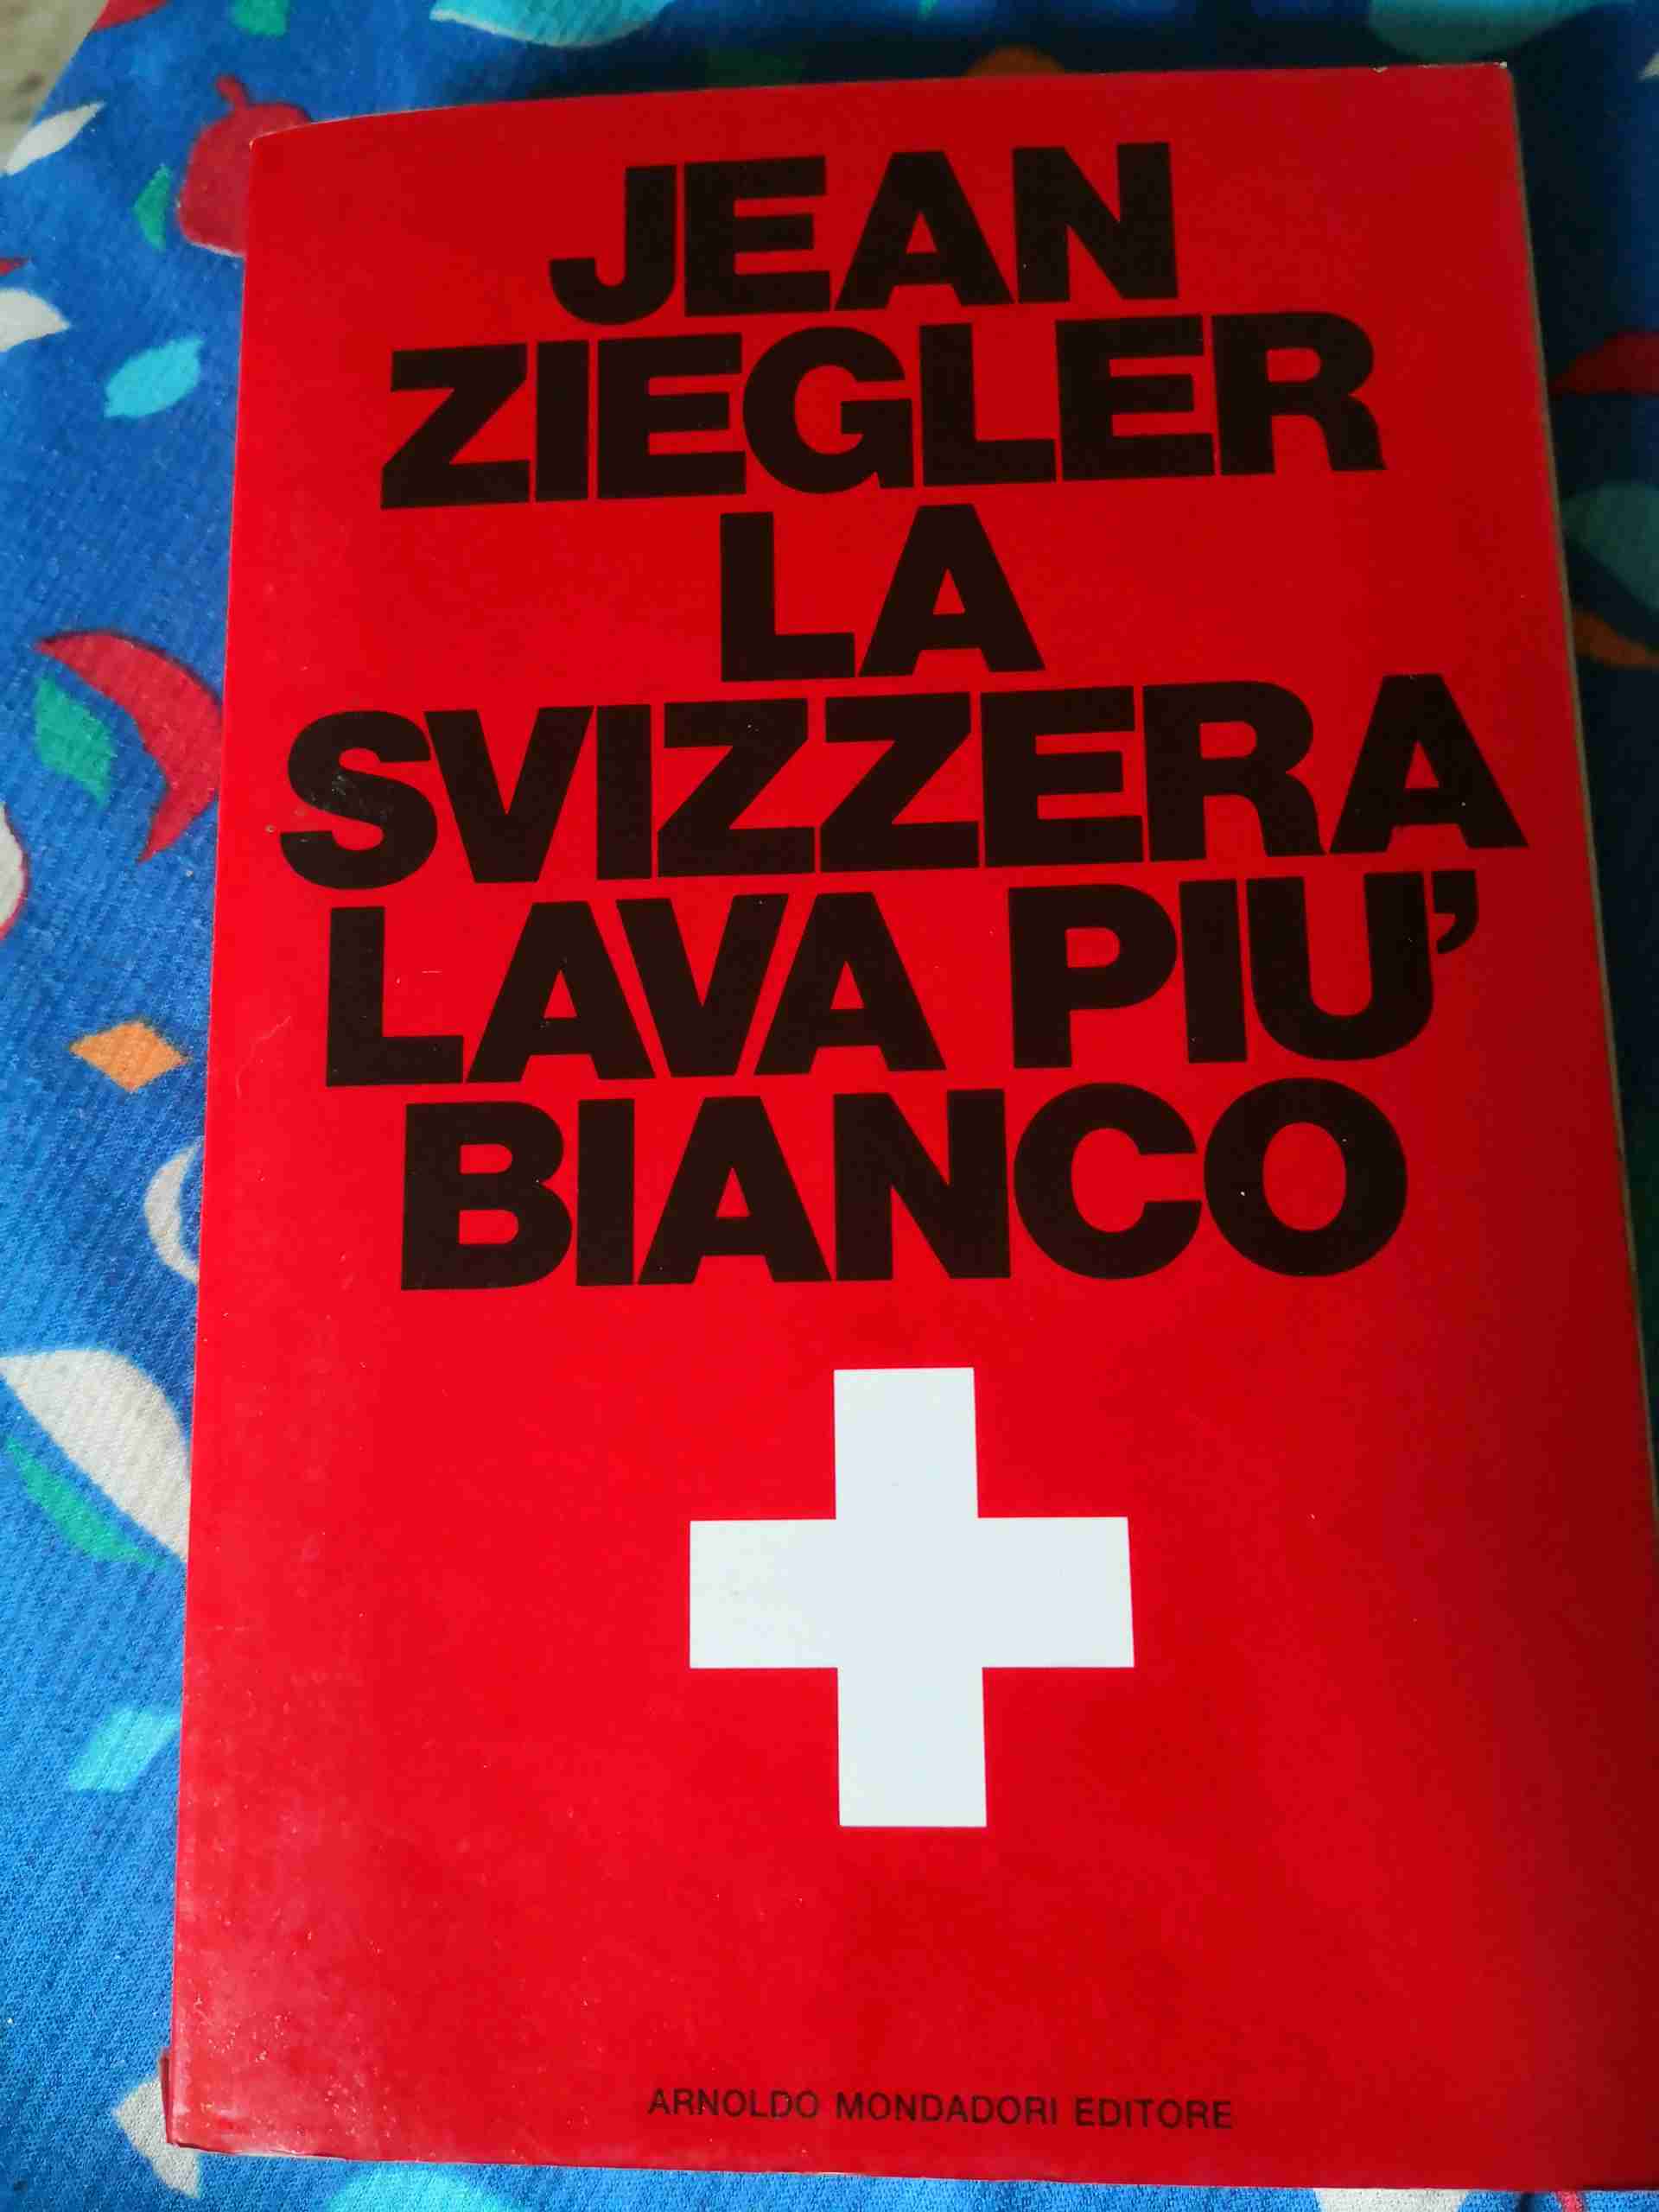 JEAN
ZIEGLER
LA
SVIZZERA
LAVA PIU'
BIANCO
ARNOLDO MONDADORI EDITORE